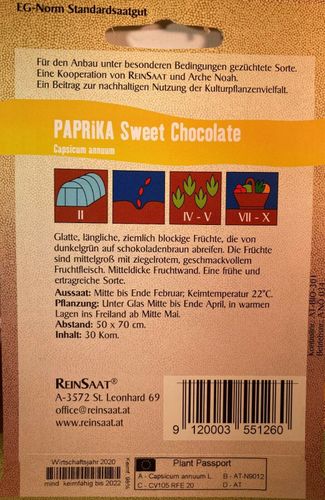 EG-Norm Standardsaatgut
Für den Anbau unter besonderen Bedingungen gezüchtete Sorte.
Eine Kooperation von REINSAAT und Arche Noah.
Ein Beitrag zur nachhaltigen Nutzung der Kulturpflanzenvielfalt.
PAPRiKA Sweet Chocolate
Capsicum annuum
II
IV - V
VII - X
Glatte, längliche, ziemlich blockige Früchte, die von
dunkelgrün auf schokoladenbraun abreifen. Die Früchte
sind mittelgroß mit ziegelrotem, geschmackvollem
Fruchtfleisch. Mitteldicke Fruchtwand. Eine frühe und
ertragreiche Sorte.
Aussaat: Mitte bis Ende Februar; Keimtemperatur 22°C.
Pflanzung: Unter Glas Mitte bis Ende April, in warmen
Lagen ins Freiland ab Mitte Mai.
Abstand: 50 x 70 cm.
Inhalt: 30 Korn.
REINSAAT®
A-3572 St. Leonhard 69
office@reinsaat.at
www.reinsaat.at
9 120003 551260
Wirtschaftsjahr 2020
mind. keimfähig bis 2022
Plant Passport
A - Capsicum annuum L.
B - AT-N9012
C - CV105 RFE 20
D - AT